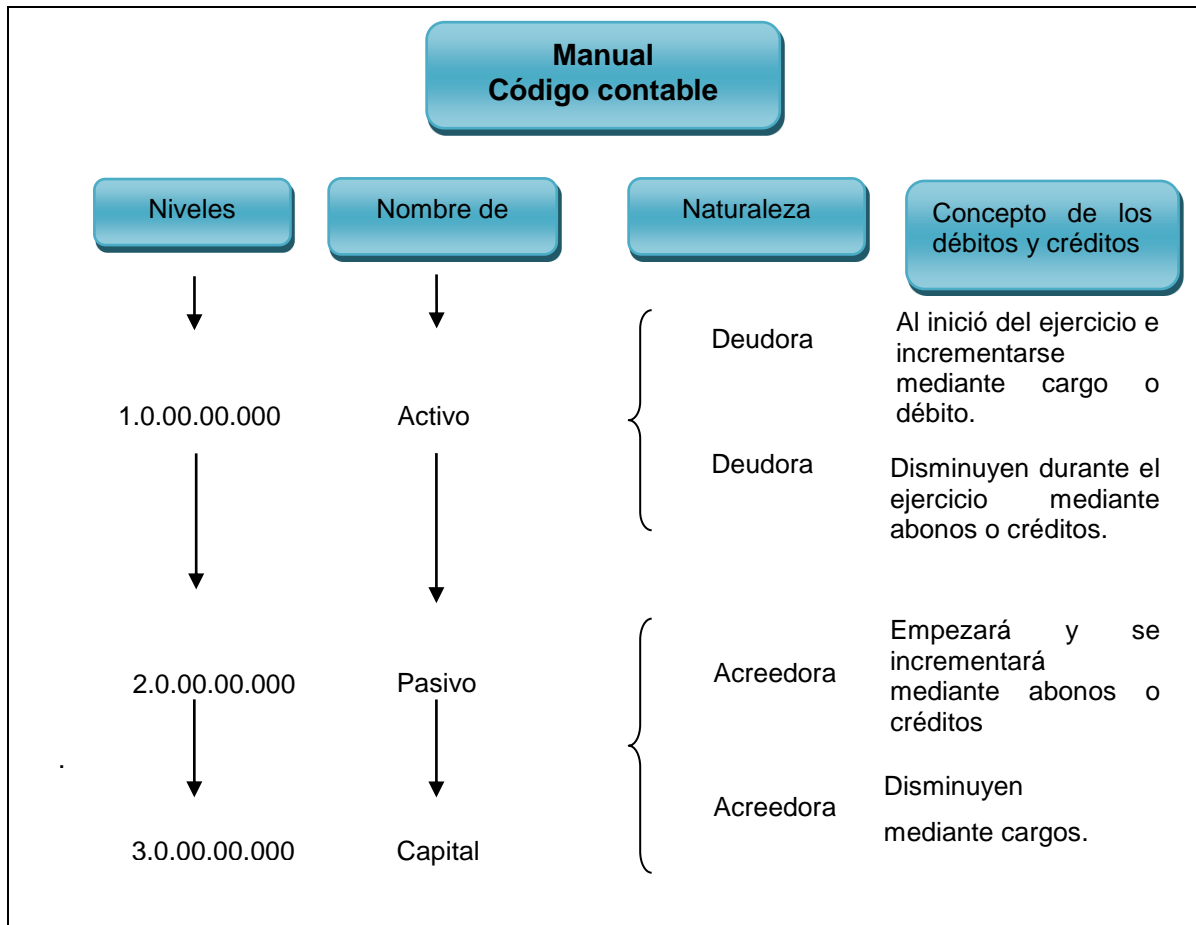 Manual
Código contable
Niveles
Nombre de
Naturaleza
Concepto de los
débitos y créditos
1.0.00.00.000
Activo
Deudora
Al inició del ejercicio e
incrementarse
mediante cargo o
débito.
Deudora
Disminuyen durante el
ejercicio mediante
abonos o créditos.
2.0.00.00.000
Pasivo
Acreedora
Empezará y se
incrementará
mediante abonos o
créditos
.
3.0.00.00.000
Capital
Acreedora
Disminuyen
mediante cargos.